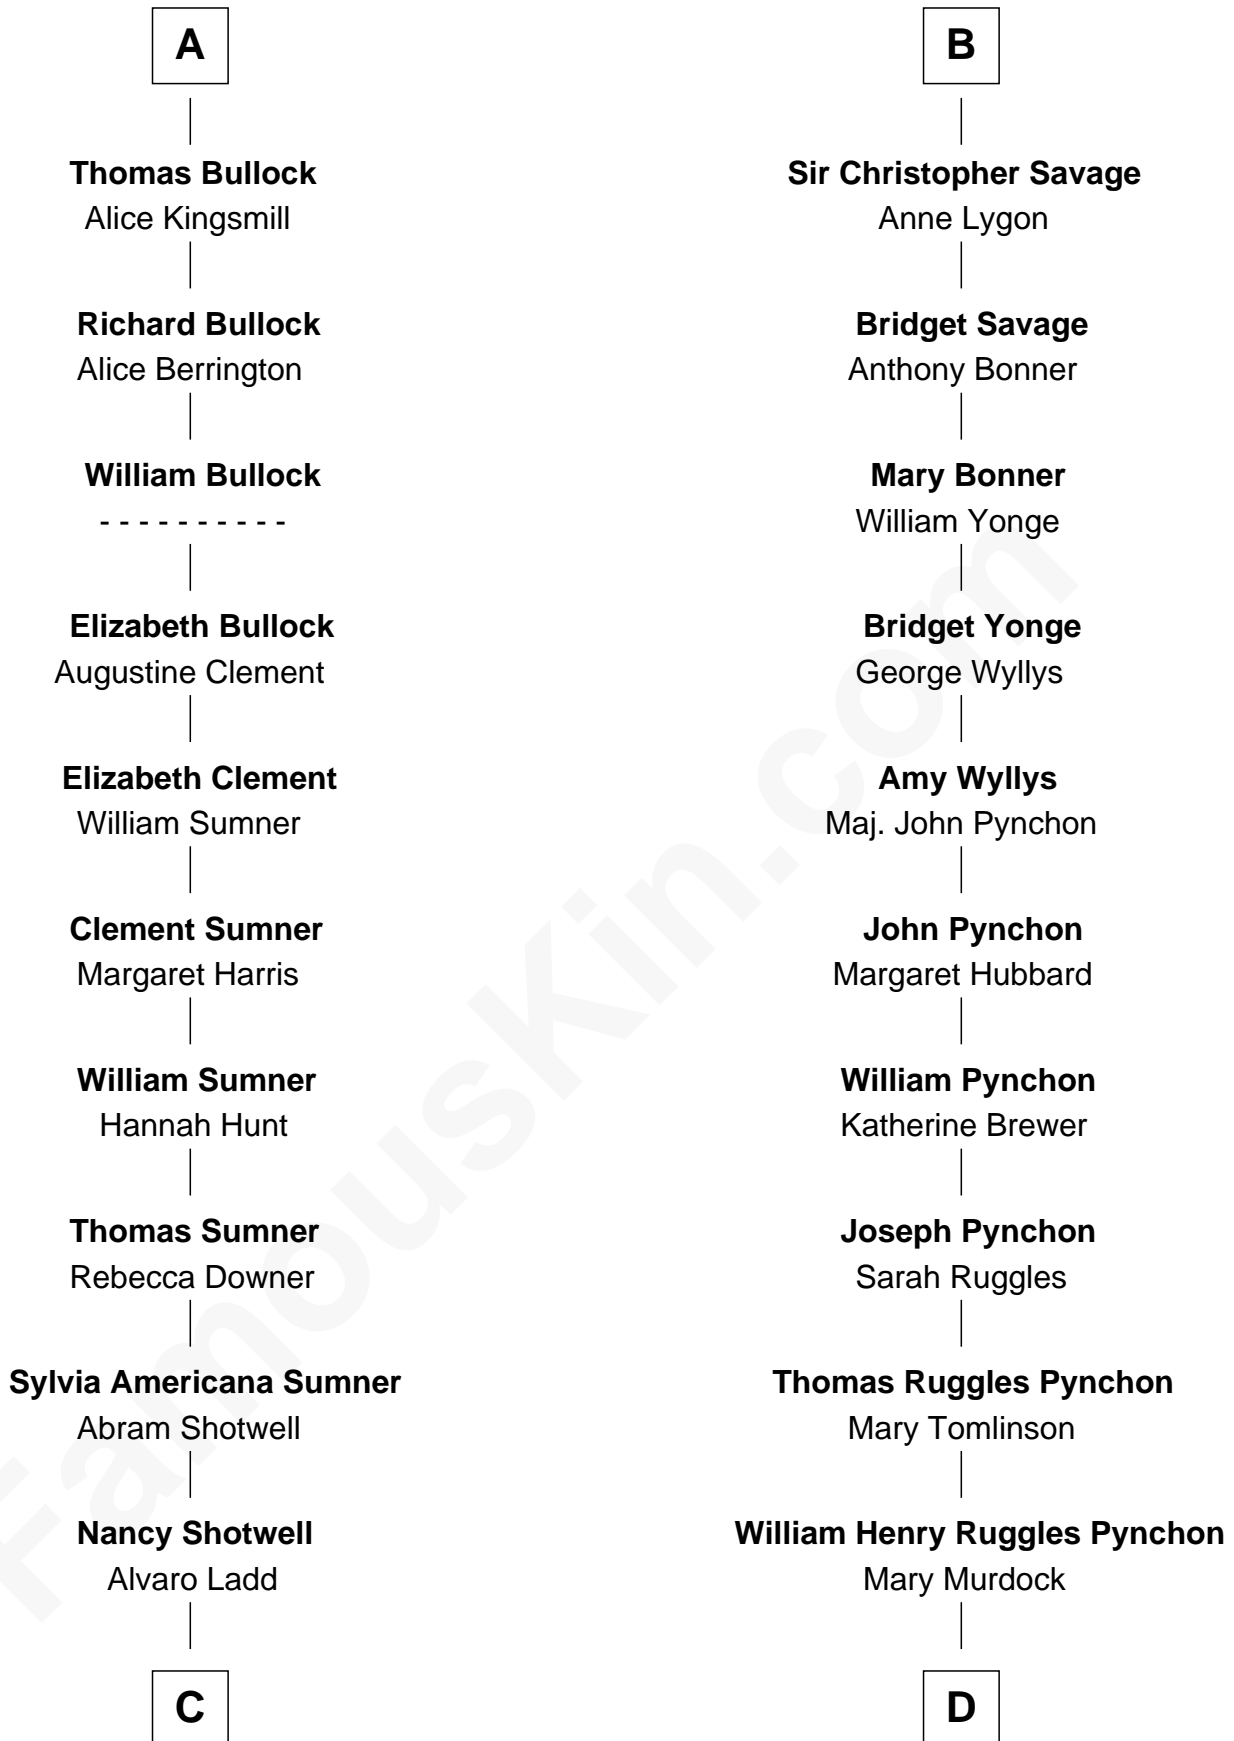 A
Thomas Bullock
Alice Kingsmill
Richard Bullock
Alice Berrington
William Bullock
- - - - - - - - - -
Elizabeth Bullock
Augustine Clement
Elizabeth Clement
William Sumner
Clement Sumner
Margaret Harris
William Sumner
Hannah Hunt
Thomas Sumner
Rebecca Downer
Sylvia Americana Sumner
Abram Shotwell
Nancy Shotwell
Alvaro Ladd
C
B
Sir Christopher Savage
Anne Lygon
Bridget Savage
Anthony Bonner
Mary Bonner
William Yonge
Bridget Yonge
George Wyllys
Amy Wyllys
Maj. John Pynchon
John Pynchon
Margaret Hubbard
William Pynchon
Katherine Brewer
Joseph Pynchon
Sarah Ruggles
Thomas Ruggles Pynchon
Mary Tomlinson
William Henry Ruggles Pynchon
Mary Murdock
D
FamousKin.com